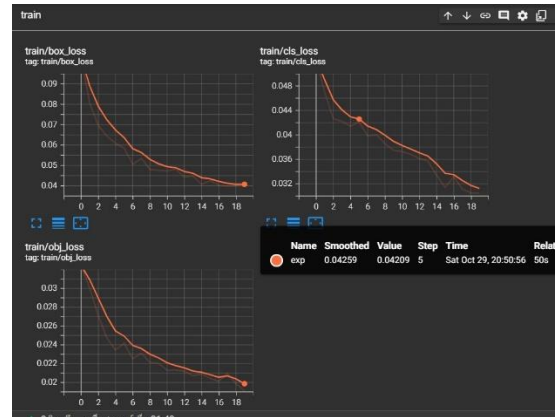 train
train/box_loss
tag: train/box_loss
0.09
0.08
0.07
0.06
0.05
0.04
0 2 4 6 8 10 12 14 16 18
train/cls_loss
tag: train/cls_loss
0.048
0.044
0.04
0.036
0.032
0 2 4 6 8 10 12 14 16 18
train/obj_loss
tag: train/obj_loss
0.03
0.028
0.026
0.024
0.022
0.02
0 2 4 6 8 10 12 14 16 18
Name Smoothed Value Step Time Relat
exp 0.04259 0.04209 5 Sat Oct 29, 20:50:56 50s